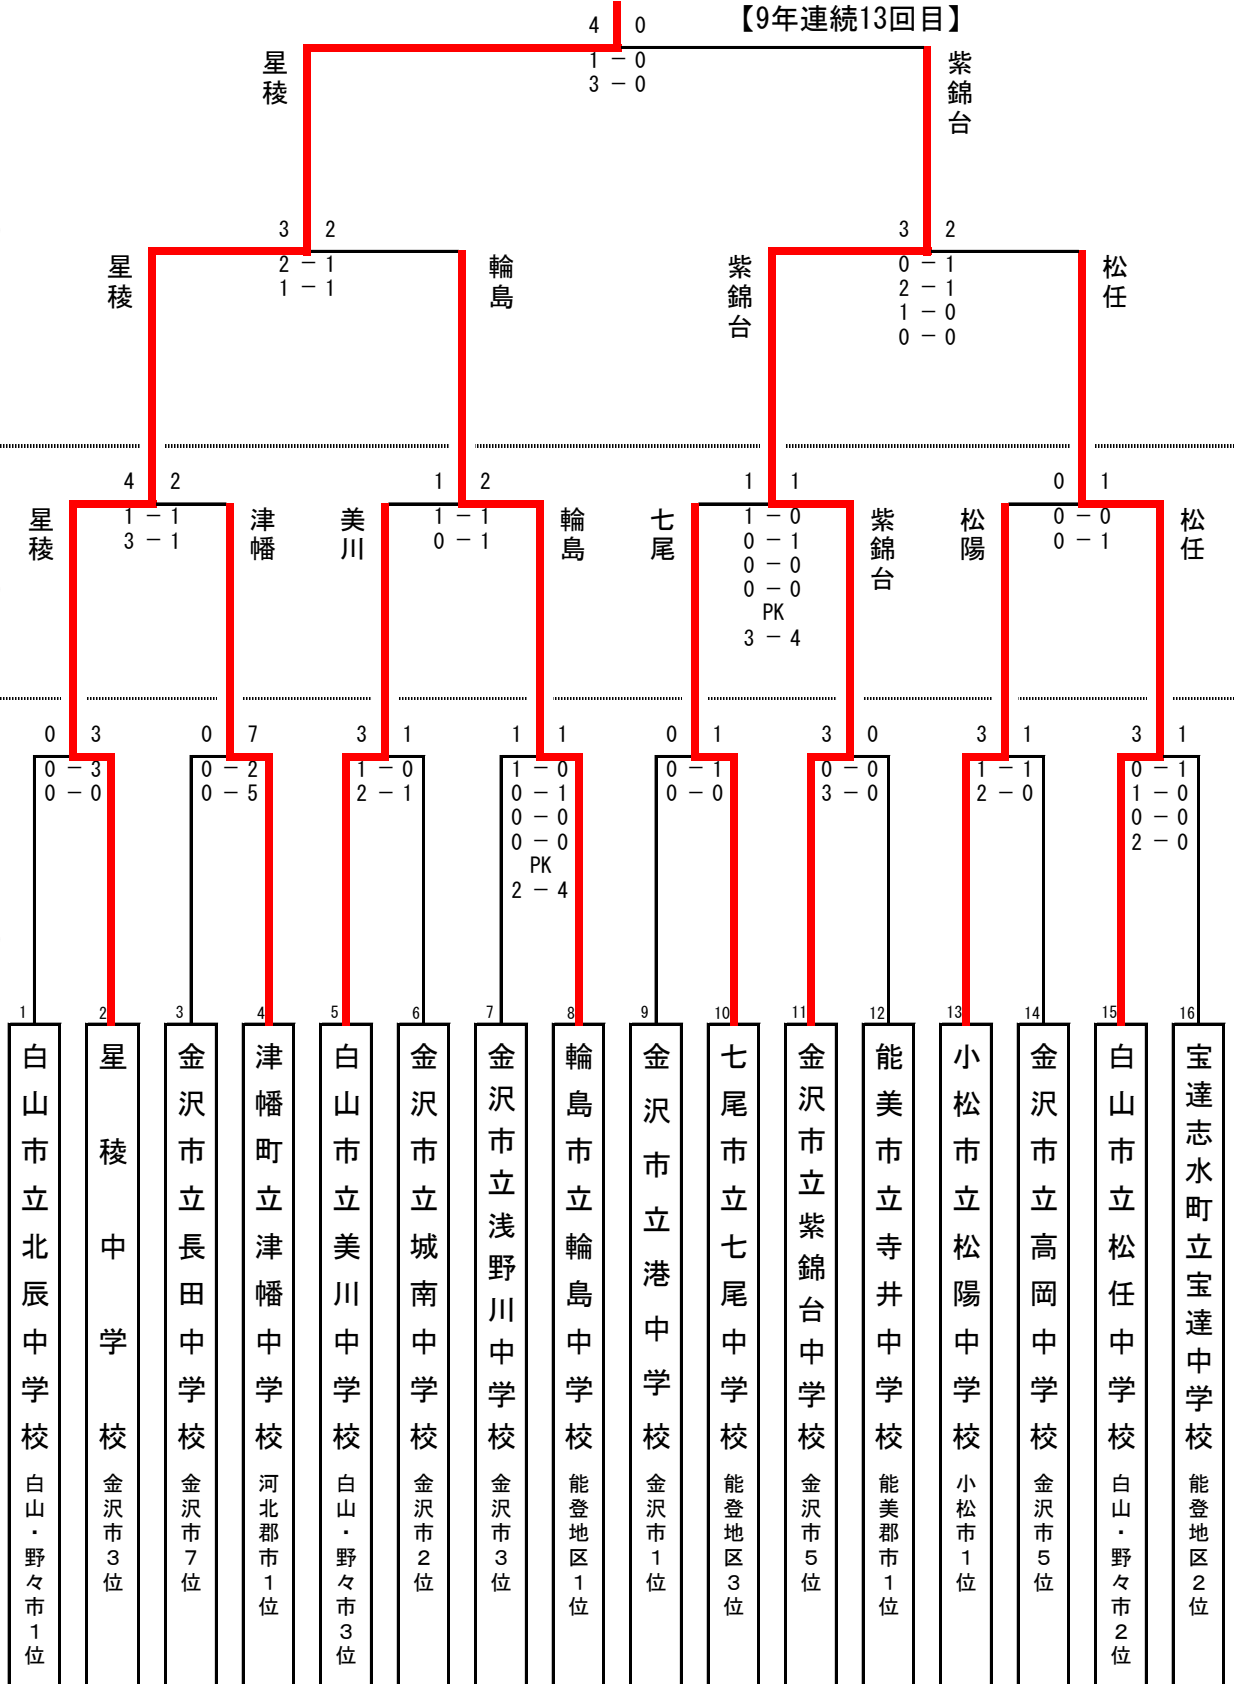 【9年連続13回目】
4 0
1 － 0
3 － 0
星稜
紫錦台
3 2
2 － 1
1 － 1
星稜
輪島
3 2
0 － 1
2 － 1
1 － 0
0 － 0
紫錦台
松任
4 2
1 － 1
3 － 1
星稜
津幡
1 2
1 － 1
0 － 1
美川
輪島
1 1
1 － 0
0 － 1
0 － 0
0 － 0
PK
3 － 4
七尾
紫錦台
0 1
0 － 0
0 － 1
松陽
松任
0 3
0 － 3
0 － 0
0 7
0 － 2
0 － 5
3 1
1 － 0
2 － 1
1 1
1 － 0
0 － 1
0 － 0
0 － 0
PK
2 － 4
0 1
0 － 1
0 － 0
3 0
0 － 0
3 － 0
3 1
1 － 1
2 － 0
3 1
0 － 1
1 － 0
0 － 0
2 － 0
1
白山市立北辰中学校
白山・野々市1位
2
星稜中学校
金沢市3位
3
金沢市立長田中学校
金沢市7位
4
津幡町立津幡中学校
河北郡市1位
5
白山市立美川中学校
白山・野々市3位
6
金沢市立城南中学校
金沢市2位
7
金沢市立浅野川中学校
金沢市3位
8
輪島市立輪島中学校
能登地区1位
9
金沢市立港中学校
金沢市1位
10
七尾市立七尾中学校
能登地区3位
11
金沢市立紫錦台中学校
金沢市5位
12
能美市立寺井中学校
能美郡市1位
13
小松市立松陽中学校
小松市1位
14
金沢市立高岡中学校
金沢市5位
15
白山市立松任中学校
白山・野々市2位
16
宝達志水町立宝達中学校
能登地区2位